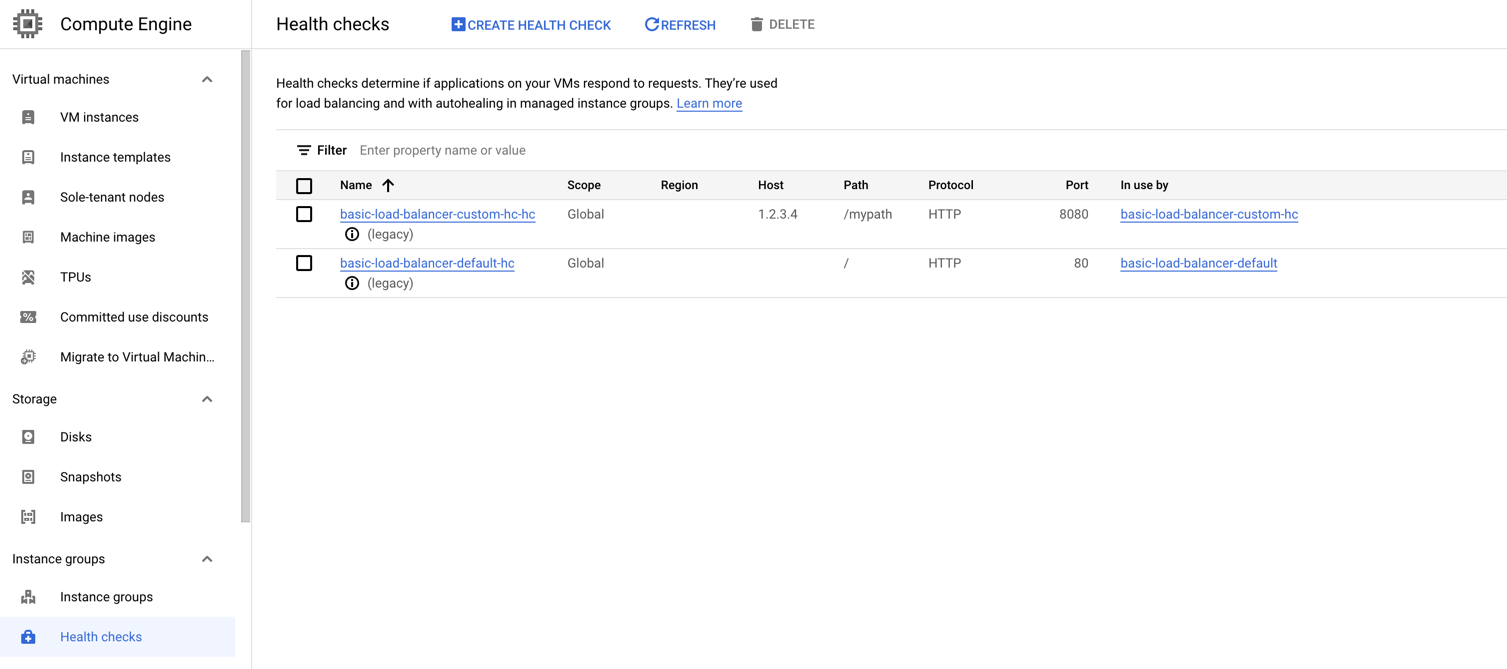 Compute Engine
Health checks
CREATE HEALTH CHECK
REFRESH
DELETE
Virtual machines
VM instances
Instance templates
Sole-tenant nodes
Machine images
TPUs
Committed use discounts
Migrate to Virtual Machin...
Storage
Disks
Snapshots
Images
Instance groups
Instance groups
Health checks
Health checks determine if applications on your VMs respond to requests. They’re used
for load balancing and with autohealing in managed instance groups. Learn more
Filter Enter property name or value
Name Scope Region Host Path Protocol Port In use by
basic-load-balancer-custom-hc-hc Global 1.2.3.4 /mypath HTTP 8080 basic-load-balancer-custom-hc
(legacy)
basic-load-balancer-default-hc Global / HTTP 80 basic-load-balancer-default
(legacy)